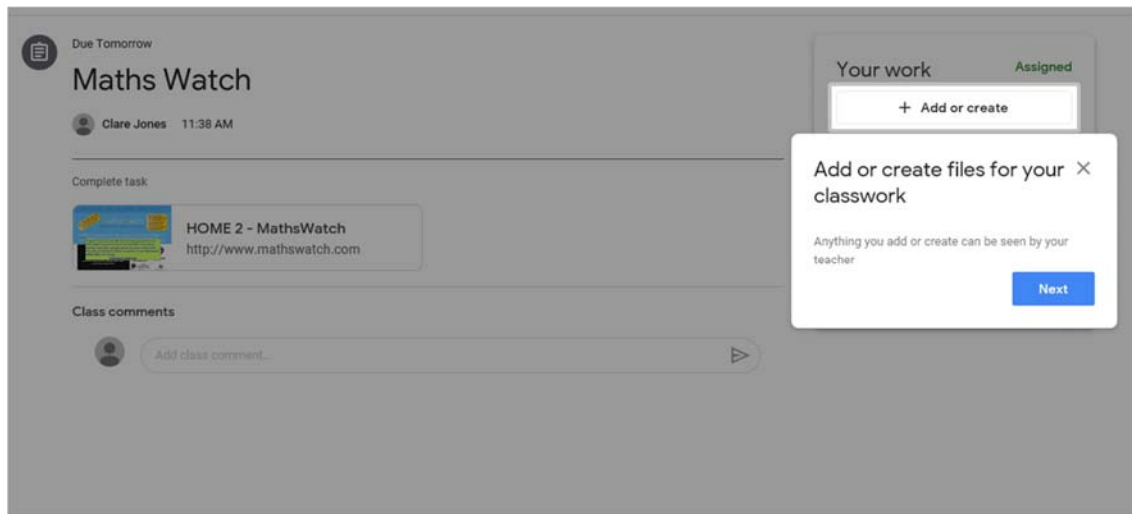 Due Tomorrow
Maths Watch
Clare Jones 11:38 AM
Complete task
HOME 2 - MathsWatch
http://www.mathswatch.com
Class comments
Add class comment...
Your work
Assigned
+ Add or create
Add or create files for your
classwork
Anything you add or create can be seen by your
teacher
Next